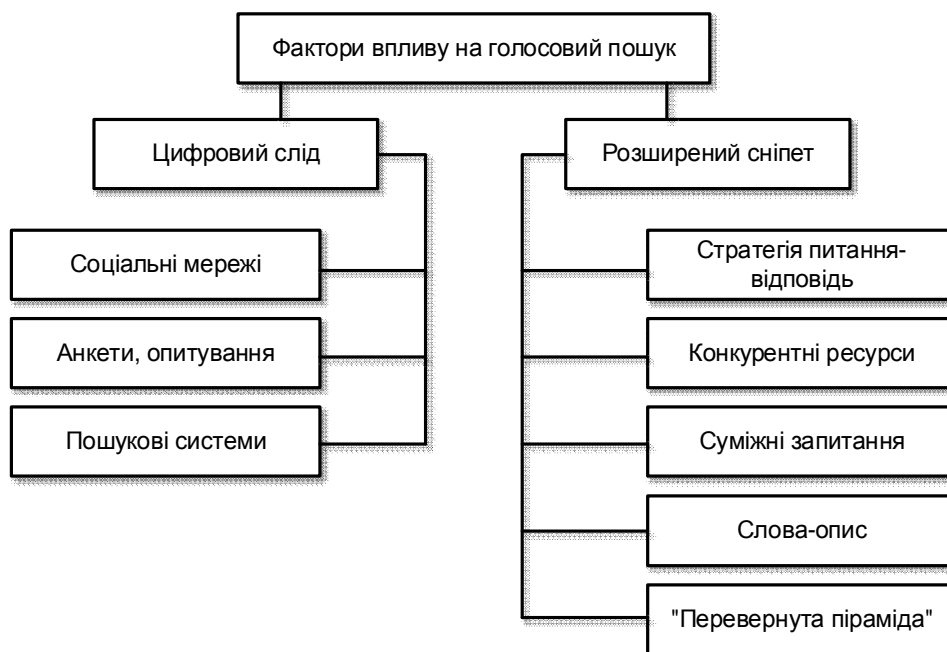 Фактори впливу на голосовий пошук
Цифровий слід
Розширений сніпет
Соціальні мережі
Анкети, опитування
Пошукові системи
Стратегія питання-
відповідь
Конкурентні ресурси
Суміжні запитання
Слова-опис
"Перевернута піраміда"